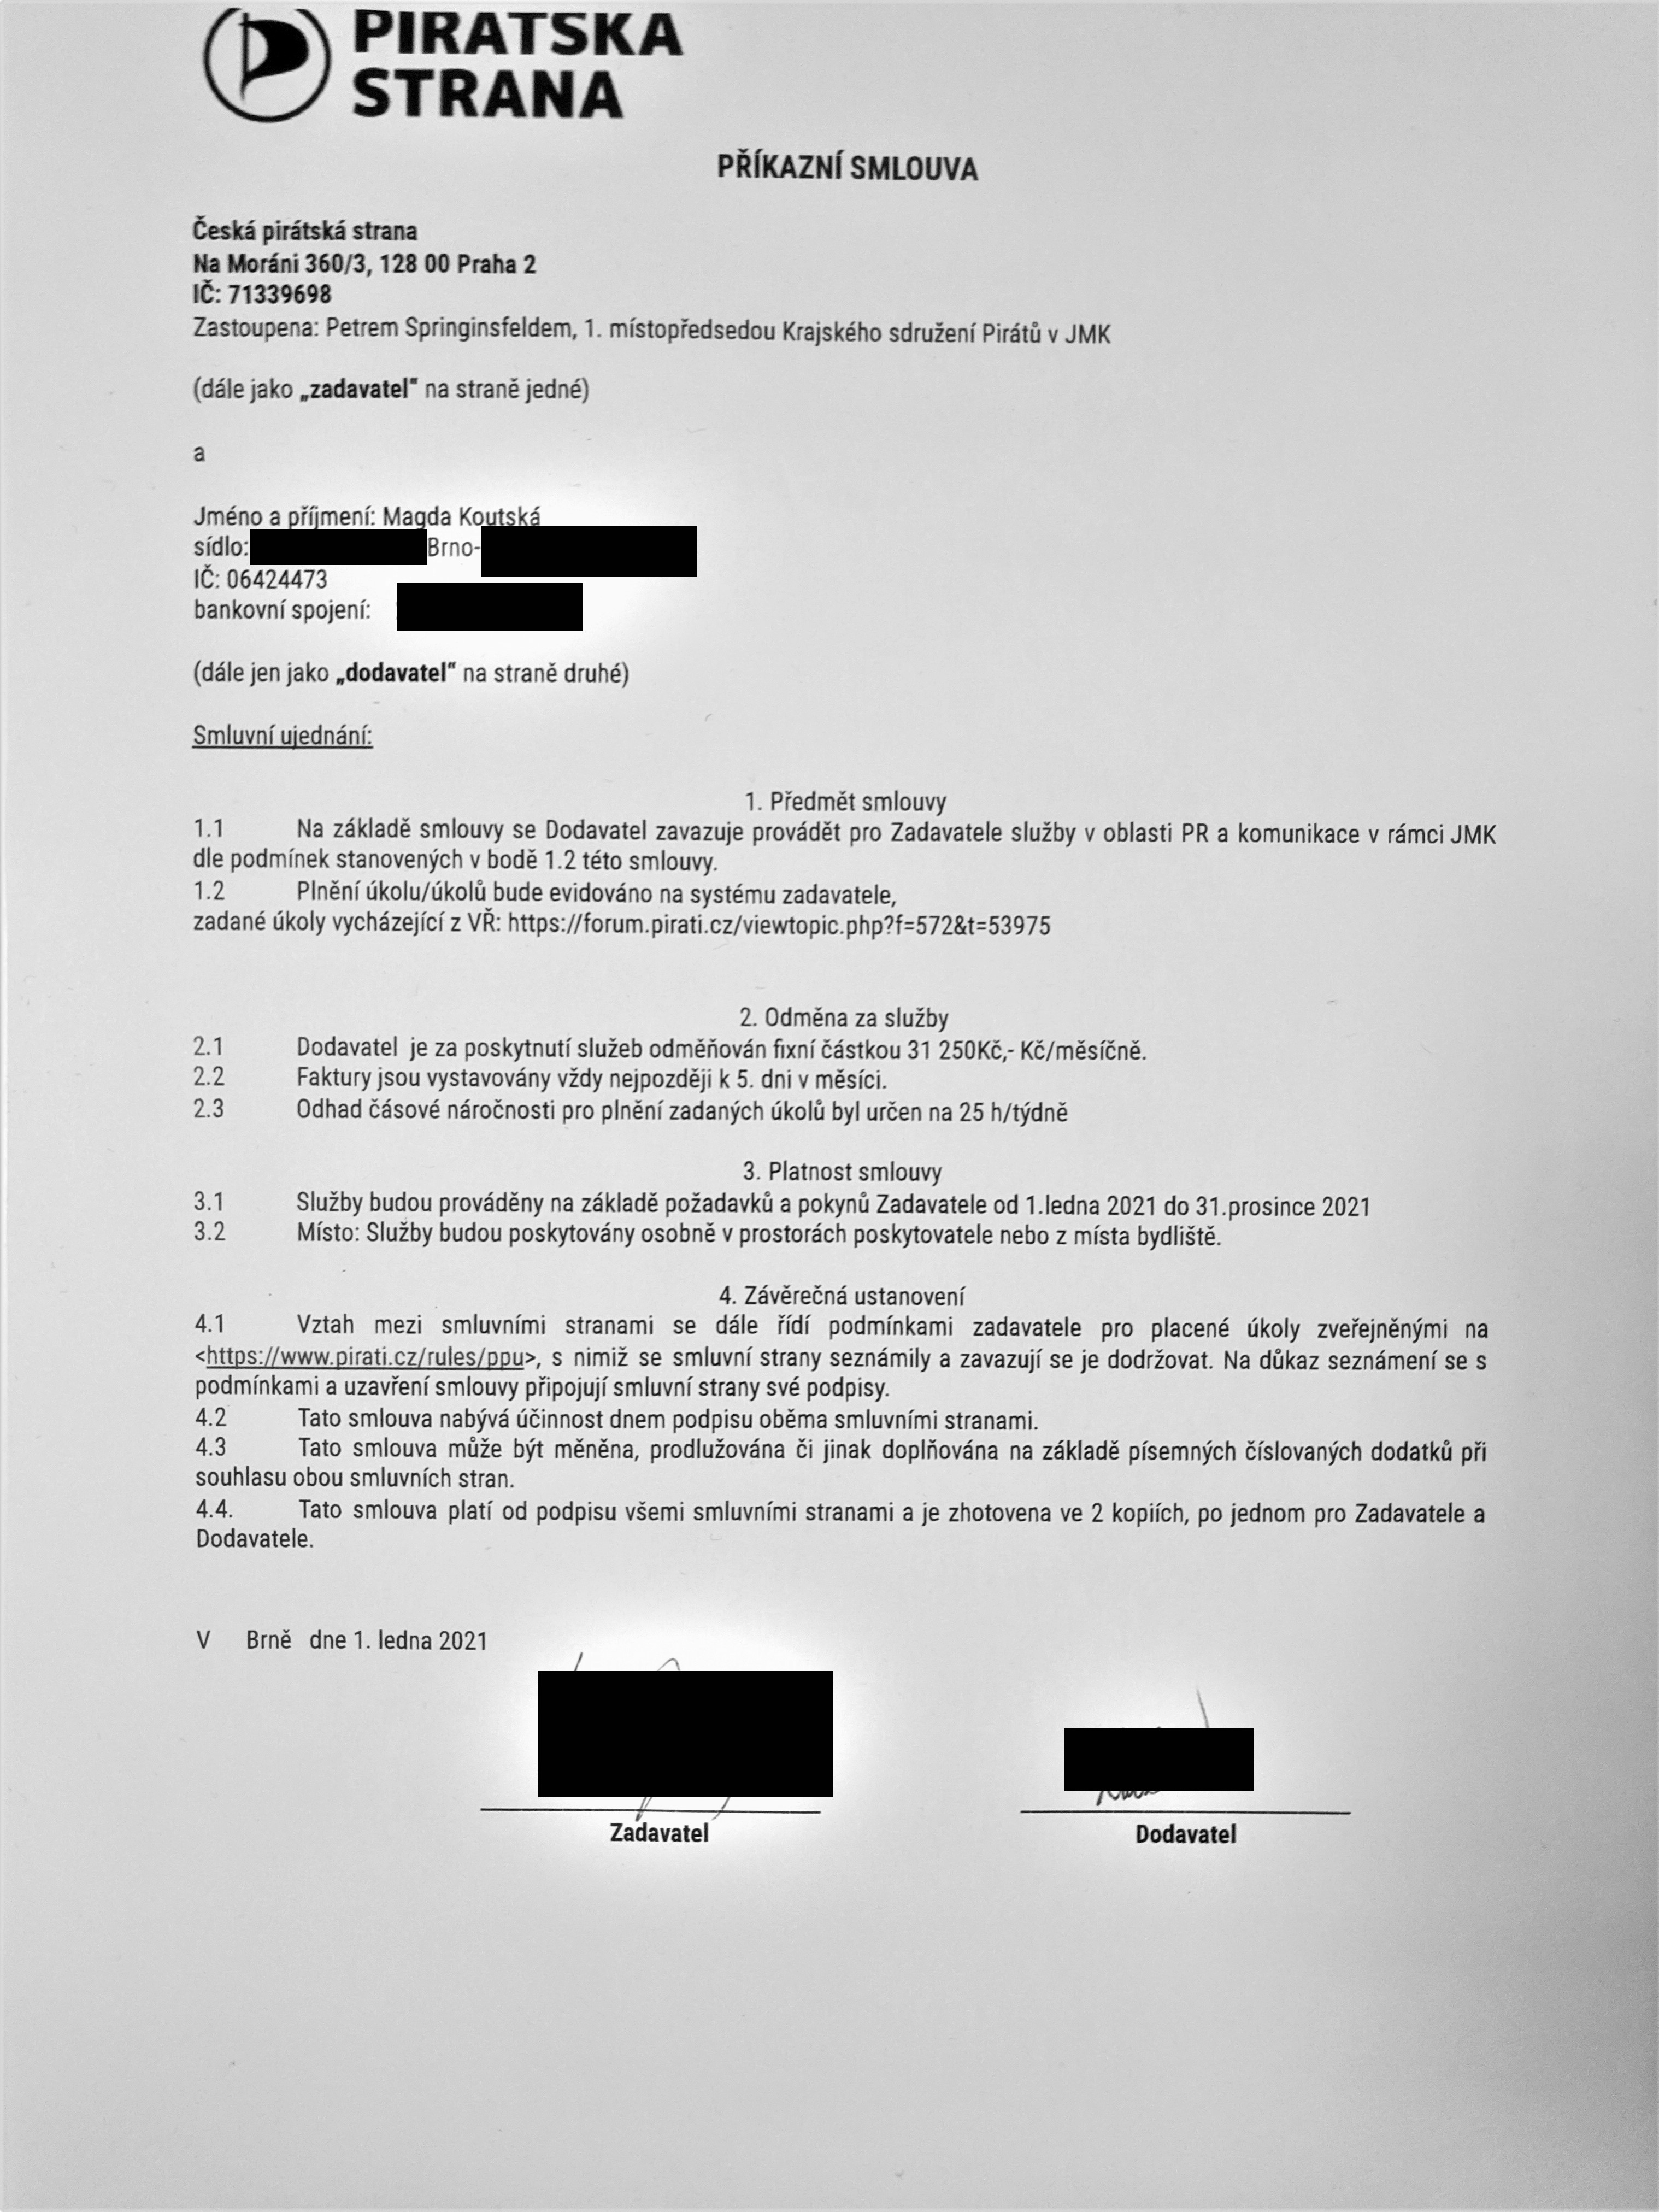 PIRÁTSKÁ
STRANA
PŘÍKAZNÍ SMLOUVA
Česká pirátská strana
Na Moráni 360/3, 128 00 Praha 2
IČ: 71339698
Zastoupena: Petrem Springinsfeldem, 1. místopředsedou Krajského sdružení Pirátů v JMK
(dále jako „zadavatel" na straně jedné)
a
Jméno a příjmení: Magda Koutská
sídlo: Brno-
IČ: 06424473
bankovní spojení:
(dále jen jako „dodavatel" na straně druhé)
Smluvní ujednání:
1. Předmět smlouvy
1.1 Na základě smlouvy se Dodavatel zavazuje provádět pro Zadavatele služby v oblasti PR a komunikace v rámci JMK
dle podmínek stanovených v bodě 1.2 této smlouvy.
1.2 Plnění úkolu/úkolů bude evidováno na systému zadavatele,
zadané úkoly vycházející z VŘ: https://forum.pirati.cz/viewtopic.php?f=572&t=53975
2. Odměna za služby
2.1 Dodavatel je za poskytnutí služeb odměňován fixní částkou 31 250Kč,- Kč/měsíčně.
2.2 Faktury jsou vystavovány vždy nejpozději k 5. dni v měsíci.
2.3 Odhad čásové náročnosti pro plnění zadaných úkolů byl určen na 25 h/týdně
3. Platnost smlouvy
3.1 Služby budou prováděny na základě požadavků a pokynů Zadavatele od 1.ledna 2021 do 31.prosince 2021
3.2 Místo: Služby budou poskytovány osobně v prostorách poskytovatele nebo z místa bydliště.
4. Závěrečná ustanovení
4.1 Vztah mezi smluvními stranami se dále řídí podmínkami zadavatele pro placené úkoly zveřejněnými na
<https://www.pirati.cz/rules/ppu>, s nimiž se smluvní strany seznámily a zavazují se je dodržovat. Na důkaz seznámení se s
podmínkami a uzavření smlouvy připojují smluvní strany své podpisy.
4.2 Tato smlouva nabývá účinnost dnem podpisu oběma smluvními stranami.
4.3 Tato smlouva může být měněna, prodlužována či jinak doplňována na základě písemných číslovaných dodatků při
souhlasu obou smluvních stran.
4.4. Tato smlouva platí od podpisu všemi smluvními stranami a je zhotovena ve 2 kopiích, po jednom pro Zadavatele a
Dodavatele.
V Brně dne 1. ledna 2021
Zadavatel Dodavatel